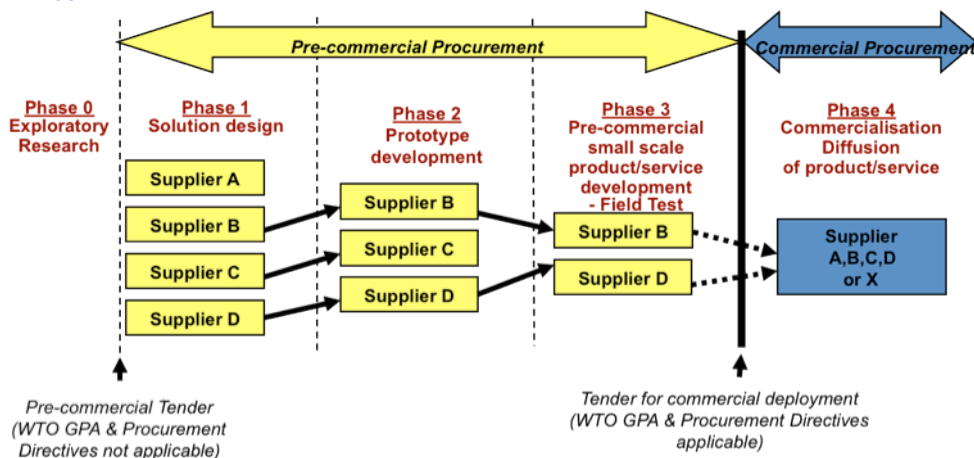 Pre-commercial Procurement
Commercial Procurement
Phase 0
Exploratory
Research
Phase 1
Solution design
Phase 2
Prototype
development
Phase 3
Pre-commercial
small scale
product/service
development
- Field Test
Phase 4
Commercialisation
Diffusion
of product/service
Supplier A
Supplier B
Supplier C
Supplier D
Supplier B
Supplier C
Supplier D
Supplier B
Supplier D
Supplier
A,B,C,D
or X
Pre-commercial Tender
(WTO GPA & Procurement
Directives not applicable)
Tender for commercial deployment
(WTO GPA & Procurement Directives
applicable)